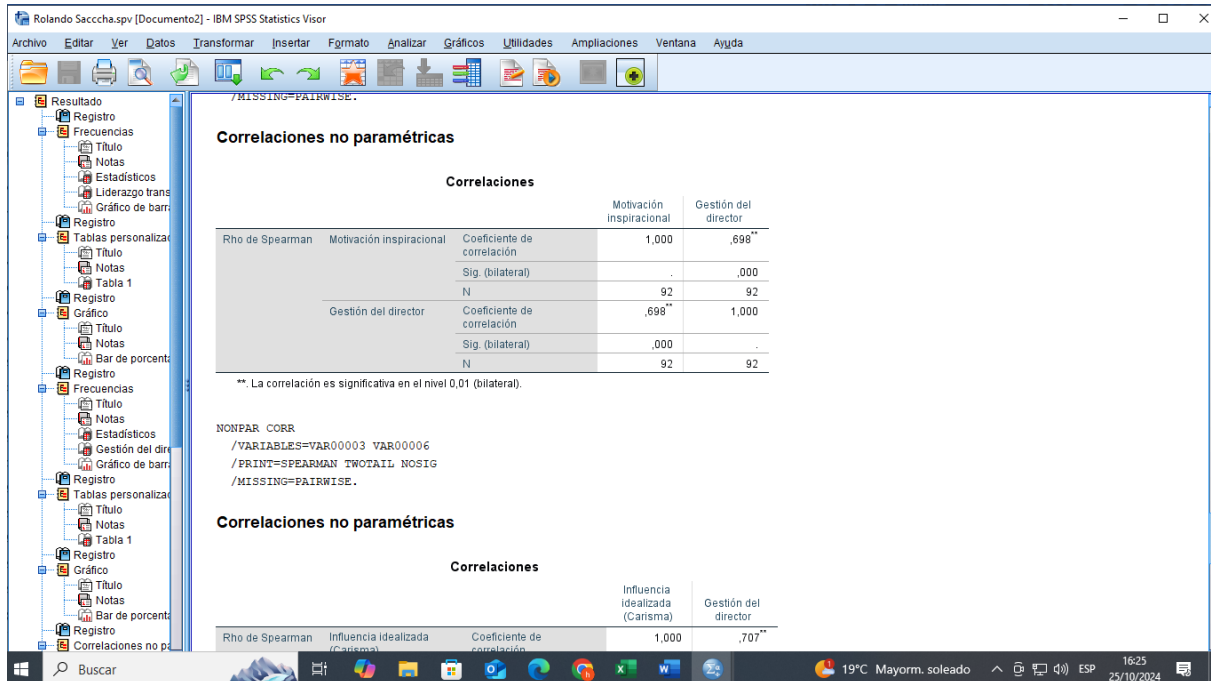 Rolando Sacccha.spv [Documento2] - IBM SPSS Statistics Visor
Archivo Editar Ver Datos Transformar Insertar Formato Analizar Gráficos Utilidades Ampliaciones Ventana Ayuda
Resultado
Registro
Frecuencias
Título
Notas
Estadísticos
Liderazgo trans
Gráfico de barra
Registro
Tablas personalizad
Título
Notas
Tabla 1
Registro
Gráfico
Título
Notas
Bar de porcenta
Registro
Frecuencias
Título
Notas
Estadísticos
Gestión del dire
Gráfico de barra
Registro
Tablas personalizad
Título
Notas
Tabla 1
Registro
Gráfico
Título
Notas
Bar de porcenta
Registro
Correlaciones no pa
/MISSING=PAIRWISE.
Correlaciones no paramétricas
Correlaciones
Motivación inspiracional
Gestión del director
Rho de Spearman Motivación inspiracional Coeficiente de correlación 1,000 ,698**
Sig. (bilateral) . ,000
N 92 92
Gestión del director Coeficiente de correlación ,698** 1,000
Sig. (bilateral) ,000 .
N 92 92
**. La correlación es significativa en el nivel 0,01 (bilateral).
NONPAR CORR
/VARIABLES=VAR00003 VAR00006
/PRINT=SPEARMAN TWOTAIL NOSIG
/MISSING=PAIRWISE.
Correlaciones no paramétricas
Correlaciones
Influencia idealizada (Carisma)
Gestión del director
Rho de Spearman Influencia idealizada (Carisma) Coeficiente de correlación 1,000 ,707**
Buscar
19°C Mayorm. soleado
ESP
16:25
25/10/2024